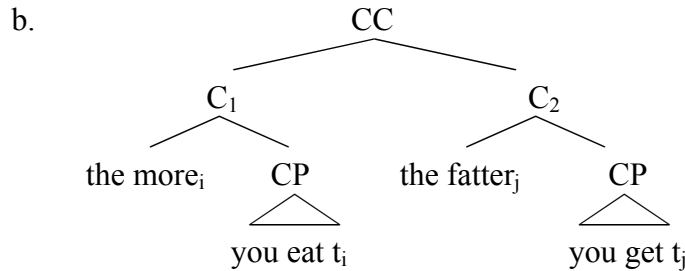 b. CC
C₁ C₂
the moreᵢ CP the fatterⱼ CP
you eat tᵢ you get tⱼ